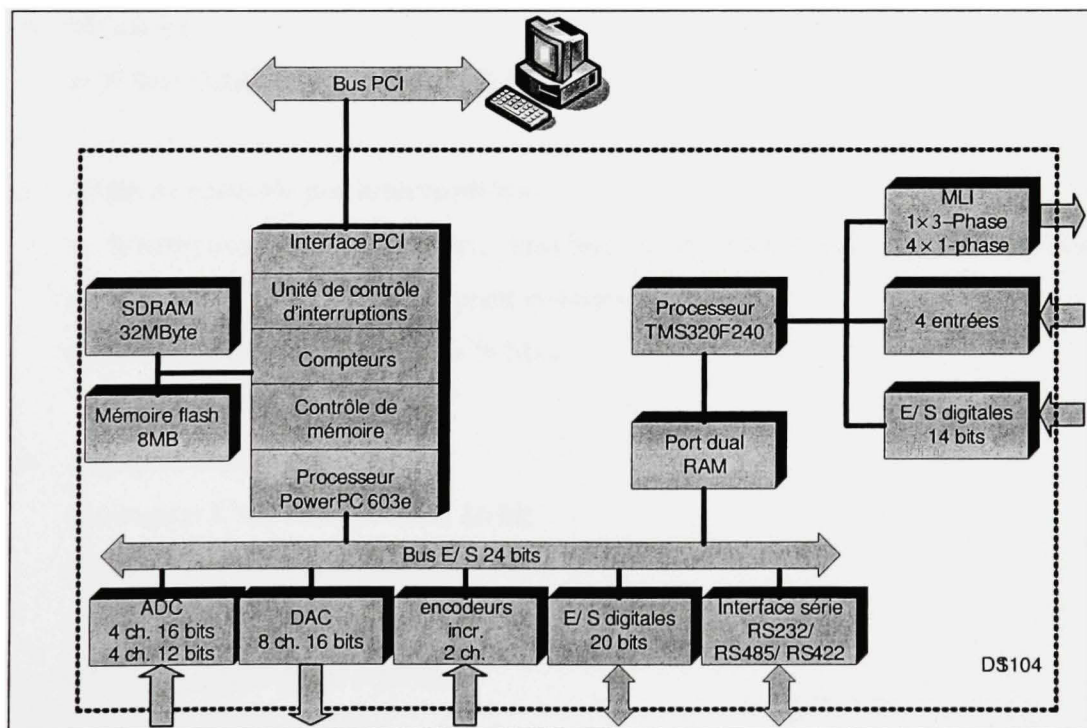 Bus PCI
Interface PCI
Unité de contrôle
d'interruptions
Compteurs
Contrôle de
mémoire
Processeur
PowerPC 603e
SDRAM
32MByte
Mémoire flash
8MB
Processeur
TMS320F240
Port dual
RAM
MLI
1× 3-Phase
4× 1-phase
4 entrées
E/ S digitales
14 bits
Bus E/ S 24 bits
ADC
4 ch. 16 bits
4 ch. 12 bits
DAC
8 ch. 16 bits
encodeurs
incr.
2 ch.
E/ S digitales
20 bits
Interface série
RS232/
RS485/ RS422
D$104